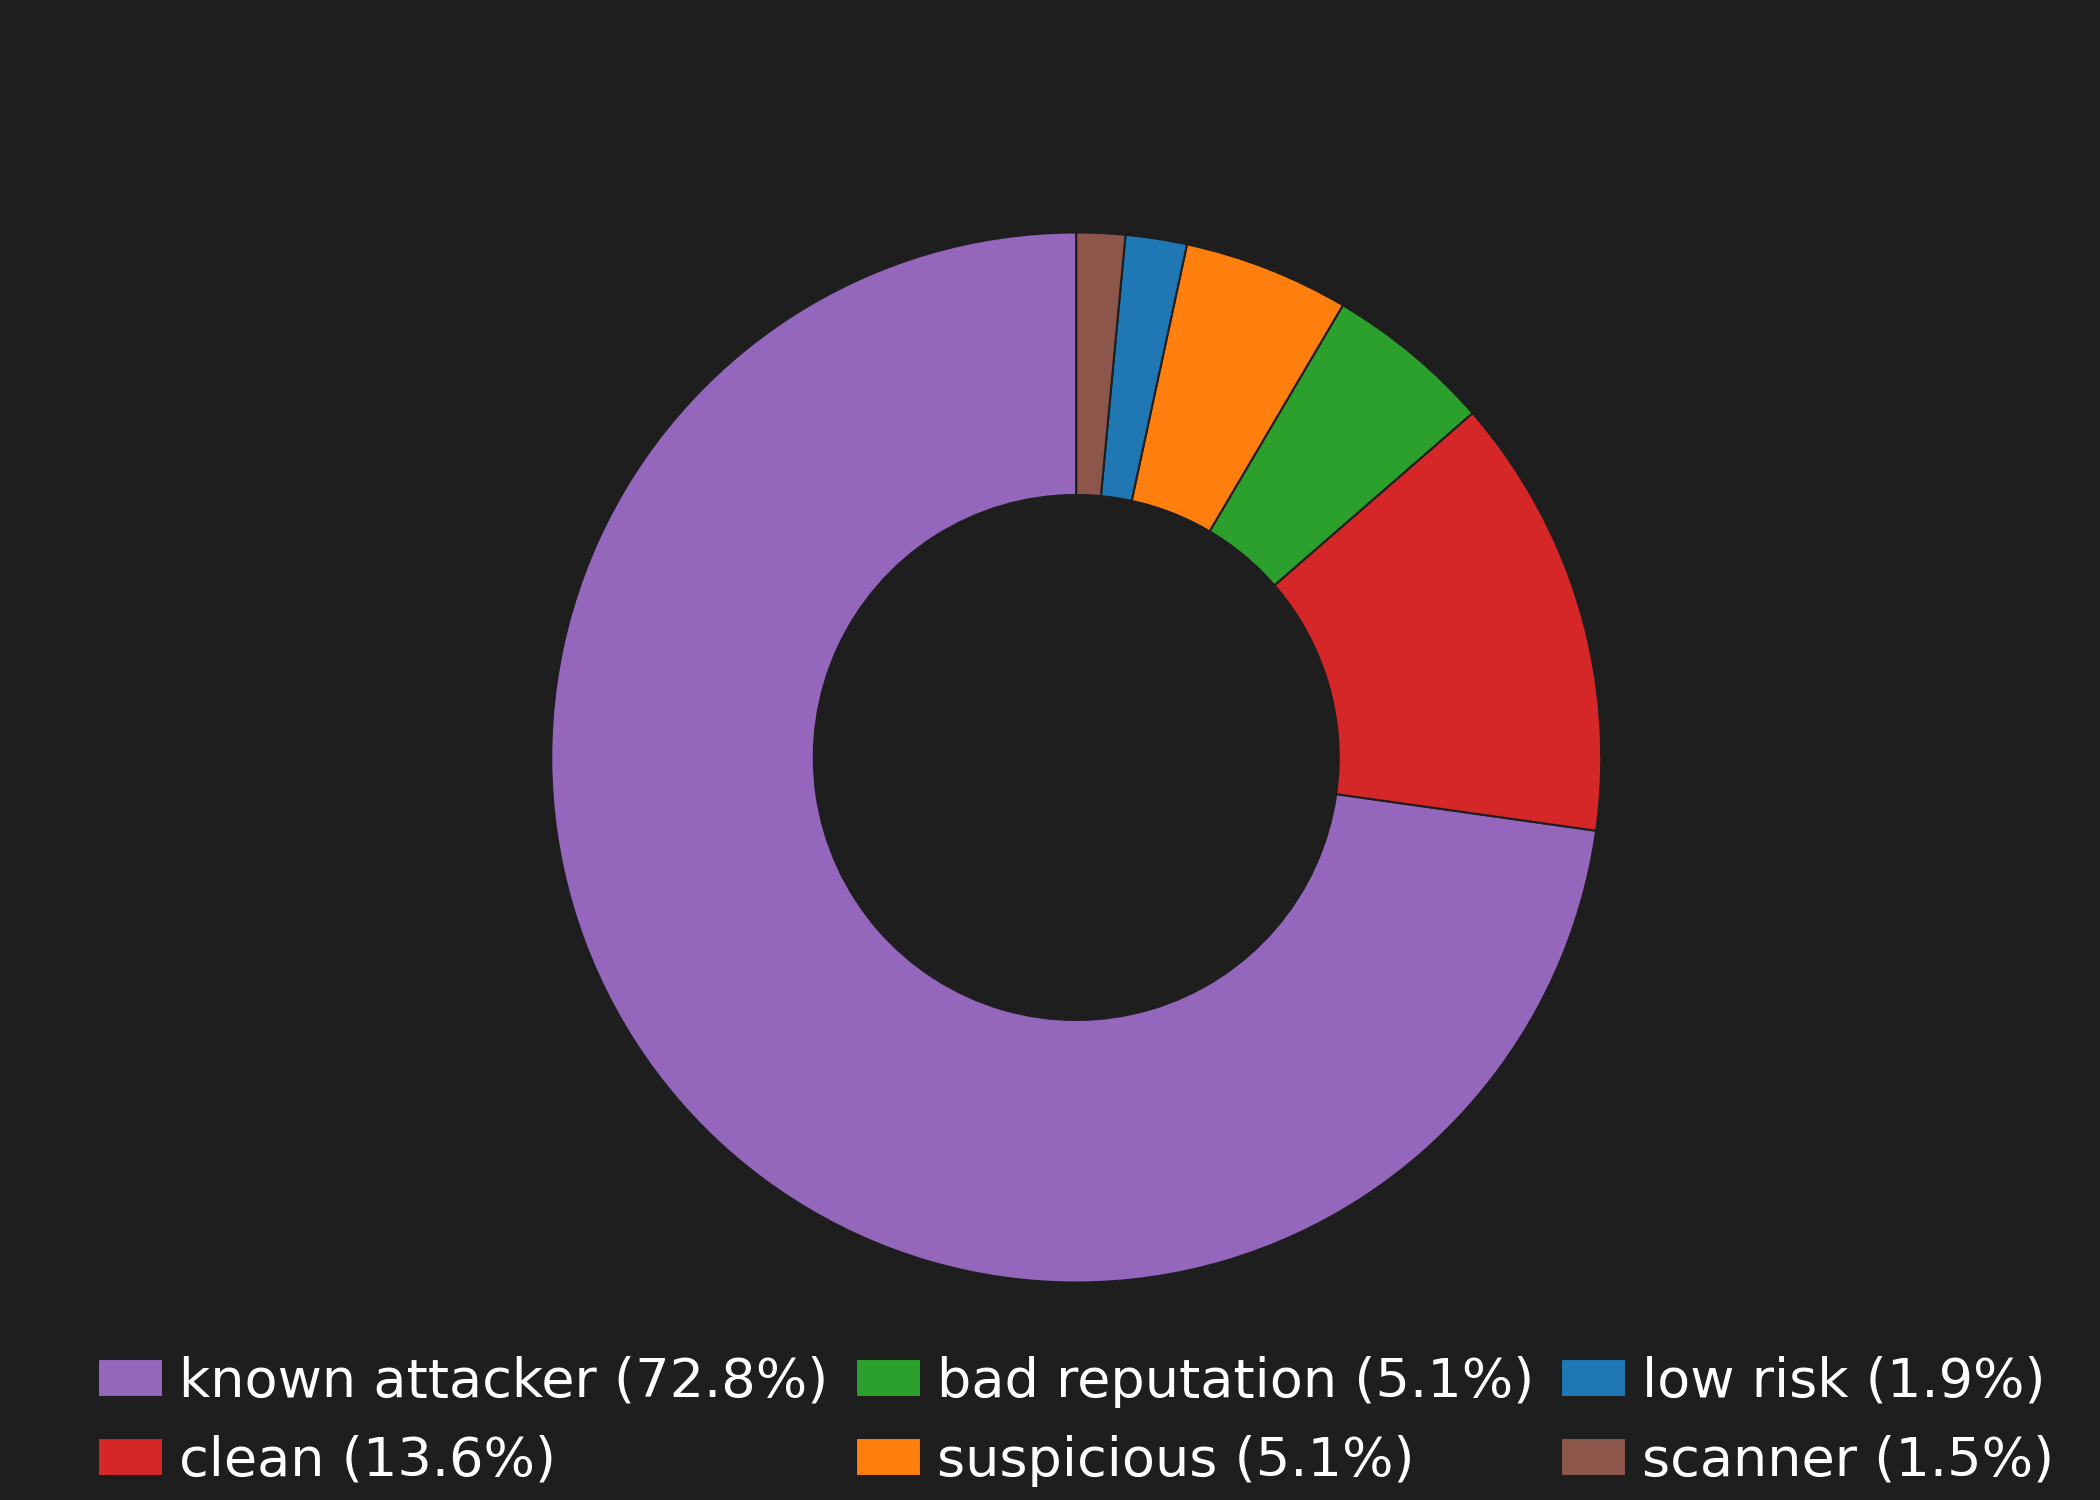 known attacker (72.8%)
clean (13.6%)
bad reputation (5.1%)
suspicious (5.1%)
low risk (1.9%)
scanner (1.5%)